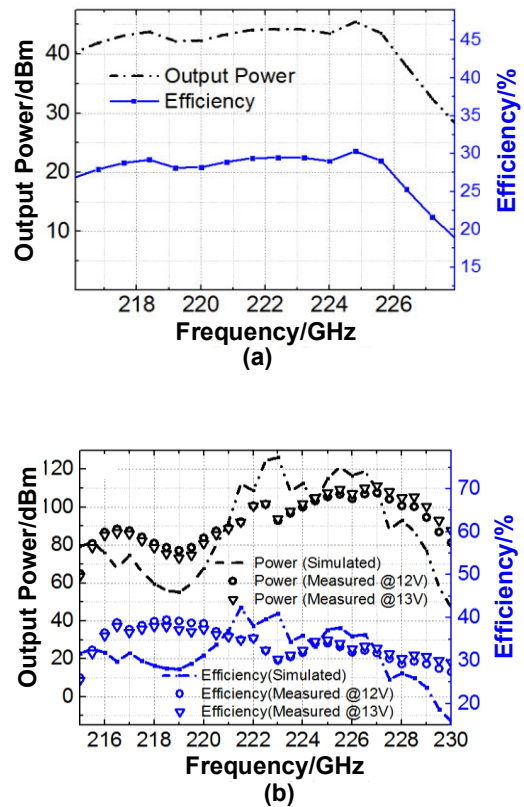 40
30
20
10
Output Power/dBm
Output Power
Efficiency
45
40
35
30
25
20
15
Efficiency/%
218 220 222 224 226
Frequency/GHz
(a)
120
100
80
60
40
20
0
Output Power/dBm
Power (Simulated)
Power (Measured @12V)
Power (Measured @13V)
Efficiency(Simulated)
Efficiency(Measured @12V)
Efficiency(Measured @13V)
70
60
50
40
30
20
Efficiency/%
216 218 220 222 224 226 228 230
Frequency/GHz
(b)